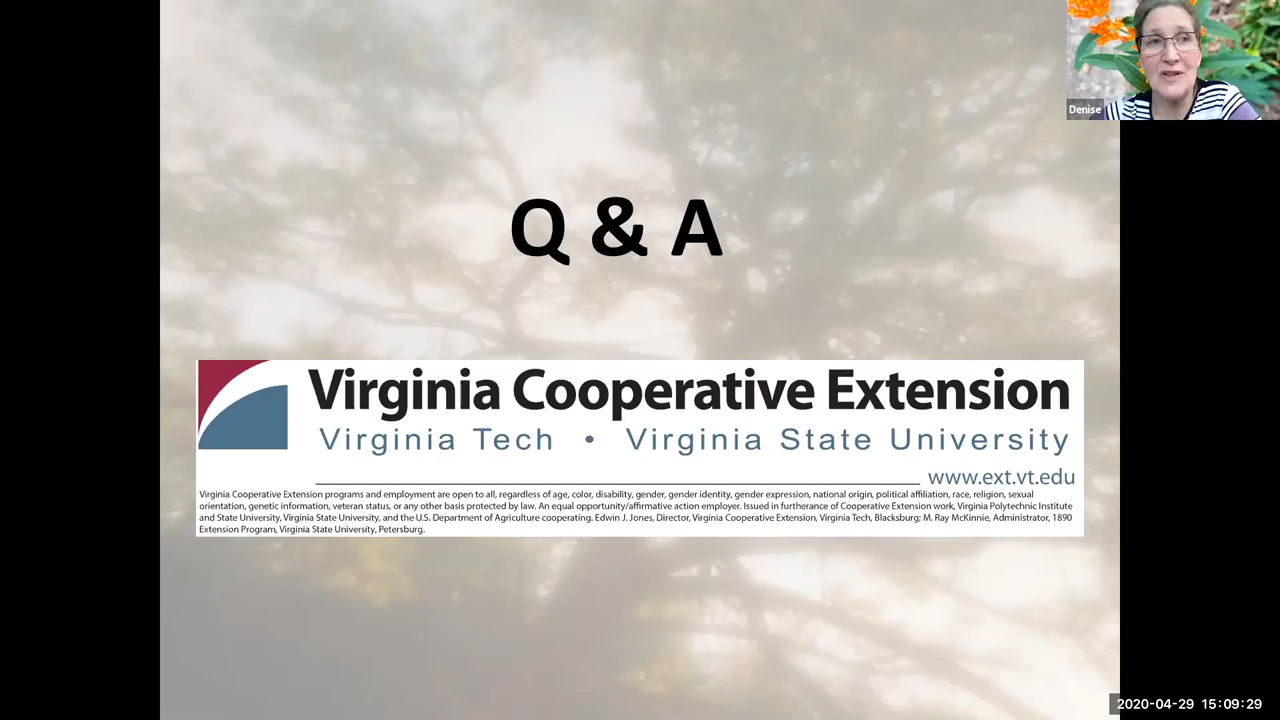 Denise
Q & A
Virginia Cooperative Extension
Virginia Tech • Virginia State University
www.ext.vt.edu
Virginia Cooperative Extension programs and employment are open to all, regardless of age, color, disability, gender, gender identity, gender expression, national origin, political affiliation, race, religion, sexual
orientation, genetic information, veteran status, or any other basis protected by law. An equal opportunity/affirmative action employer. Issued in furtherance of Cooperative Extension work, Virginia Polytechnic Institute
and State University, Virginia State University, and the U.S. Department of Agriculture cooperating. Edwin J. Jones, Director, Virginia Cooperative Extension, Virginia Tech, Blacksburg; M. Ray McKinnie, Administrator, 1890
Extension Program, Virginia State University, Petersburg.
2020-04-29 15:09:29